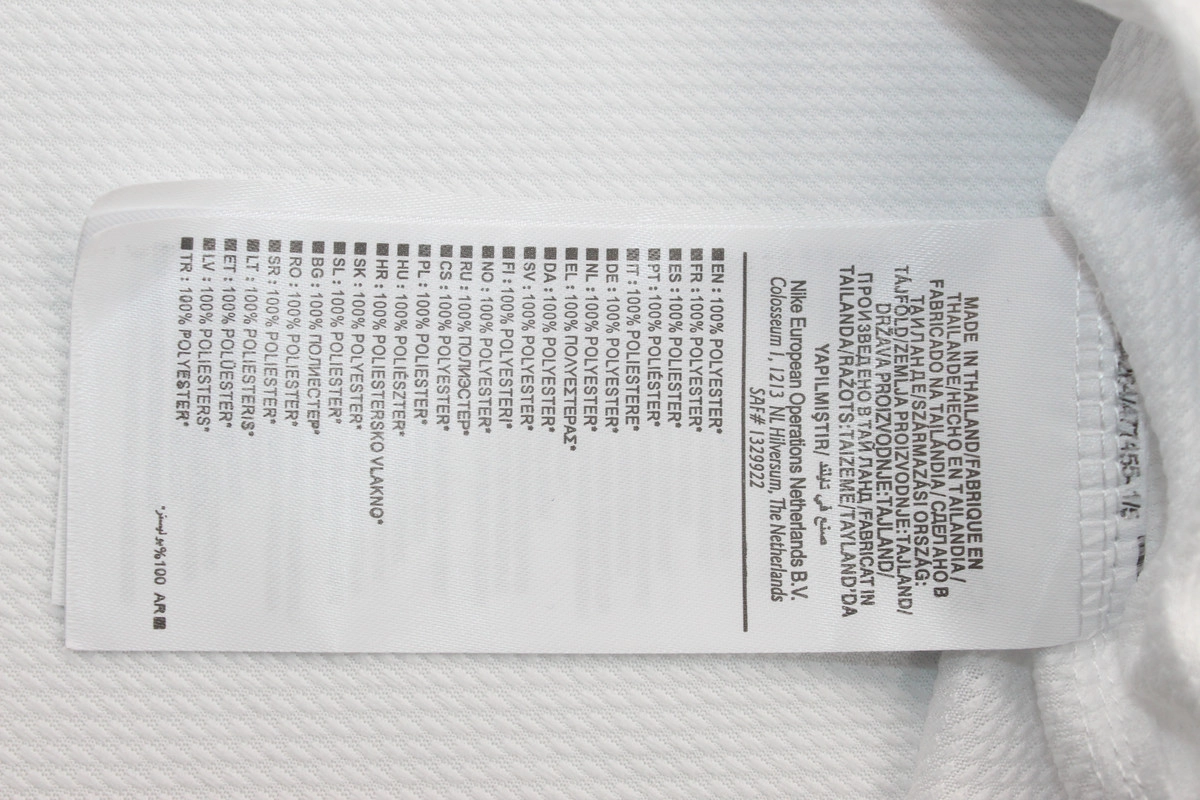 MADE IN THAILAND/FABRIQUE EN
THAILANDE/HECHO EN TAILANDIA/
FABRICADO NA TAILÂNDIA/СДЕЛАНО В
ТАИЛАНДЕ/SZÁRMAZÁSI ORSZÁG:
TÁJFÖLD/ZEMLJA PROIZVODNJE:TAJLAND/
DRŽAVA PROIZVODNJE:TAJLAND/
ПРОИЗВЕДЕНО В ТАЙЛАНД/FABRICAT IN
TAILANDA/RAŽOTS:TAIZEME/TAYLAND'DA
YAPILMIŞTIR/ صنع في تايلند
Nike European Operations Netherlands B.V.
Colosseum 1, 1213 NL Hilversum, The Netherlands
SAF# 1329922
EN : 100% POLYESTER*
FR : 100% POLYESTER*
ES : 100% POLIESTER*
PT : 100% POLIÉSTER*
IT : 100% POLIESTERE*
DE : 100% POLYESTER*
NL : 100% POLYESTER*
EL : 100% ΠΟΛΥΕΣΤΕΡΑΣ*
DA : 100% POLYESTER*
SV : 100% POLYESTER*
FI : 100% POLYESTERI*
NO : 100% POLYESTER*
RU : 100% ПОЛИЭСТЕР*
CS : 100% POLYESTER*
PL : 100% POLIESTER*
HU : 100% POLIÉSZTER*
HR : 100% POLIESTERSKO VLAKNO*
SK : 100% POLYESTER*
SL : 100% POLIESTER*
BG : 100% ПОЛИЕСТЕР*
RO : 100% POLIESTER*
SR : 100% POLIESTER*
LT : 100% POLIESTERIS*
ET : 100% POLÜESTER*
LV : 100% POLIESTERS*
TR : 100% POLYESTER*
AR 100% بوليستر*